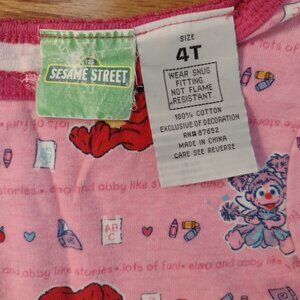 123
SESAME STREET
SIZE
4T
WEAR SNUG
FITTING.
NOT FLAME
RESISTANT.
100% COTTON
EXCLUSIVE OF DECORATION
RN#87652
MADE IN CHINA
CARE SEE REVERSE
lots of
AB
C
stories • elmo and abby like stories • lots of fun! • elmo and abby like